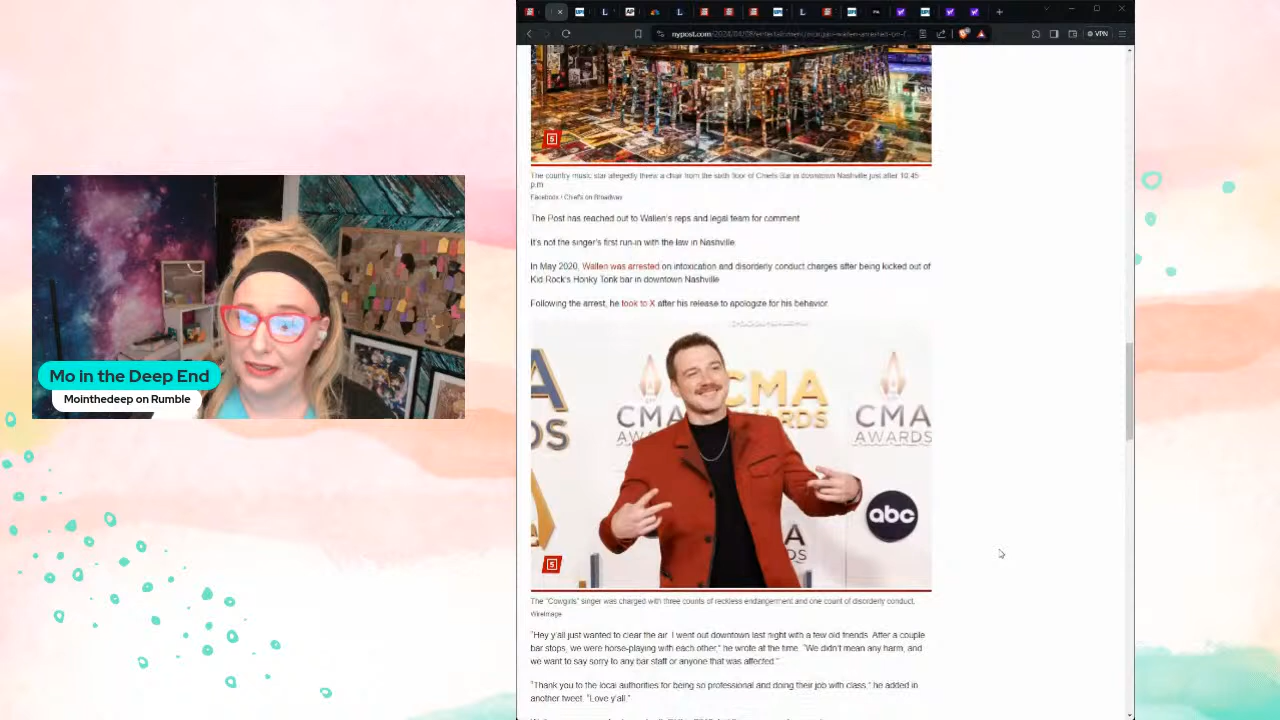 nypost.com
VPN
The country music star allegedly threw a chair from the sixth floor of Chief's Bar in downtown Nashville just after 10:45
p.m.
Facebook / Chief's on Broadway
The Post has reached out to Wallen's reps and legal team for comment
It's not the singer's first run-in with the law in Nashville.
In May 2020, Wallen was arrested on intoxication and disorderly conduct charges after being kicked out of
Kid Rock's Honky Tonk bar in downtown Nashville
Following the arrest, he took to X after his release to apologize for his behavior.
CMA
AWARDS
CMA
AWARDS
CMA
AWARDS
abc
5
5
The "Cowgirls" singer was charged with three counts of reckless endangerment and one count of disorderly conduct.
WireImage
"Hey y'all just wanted to clear the air. I went out downtown last night with a few old friends. After a couple
bar stops, we were horse-playing with each other," he wrote at the time. "We didn't mean any harm, and
we want to say sorry to any bar staff or anyone that was affected."
"Thank you to the local authorities for being so professional and doing their job with class," he added in
another tweet. "Love y'all."
Mo in the Deep End
Mointhedeep on Rumble